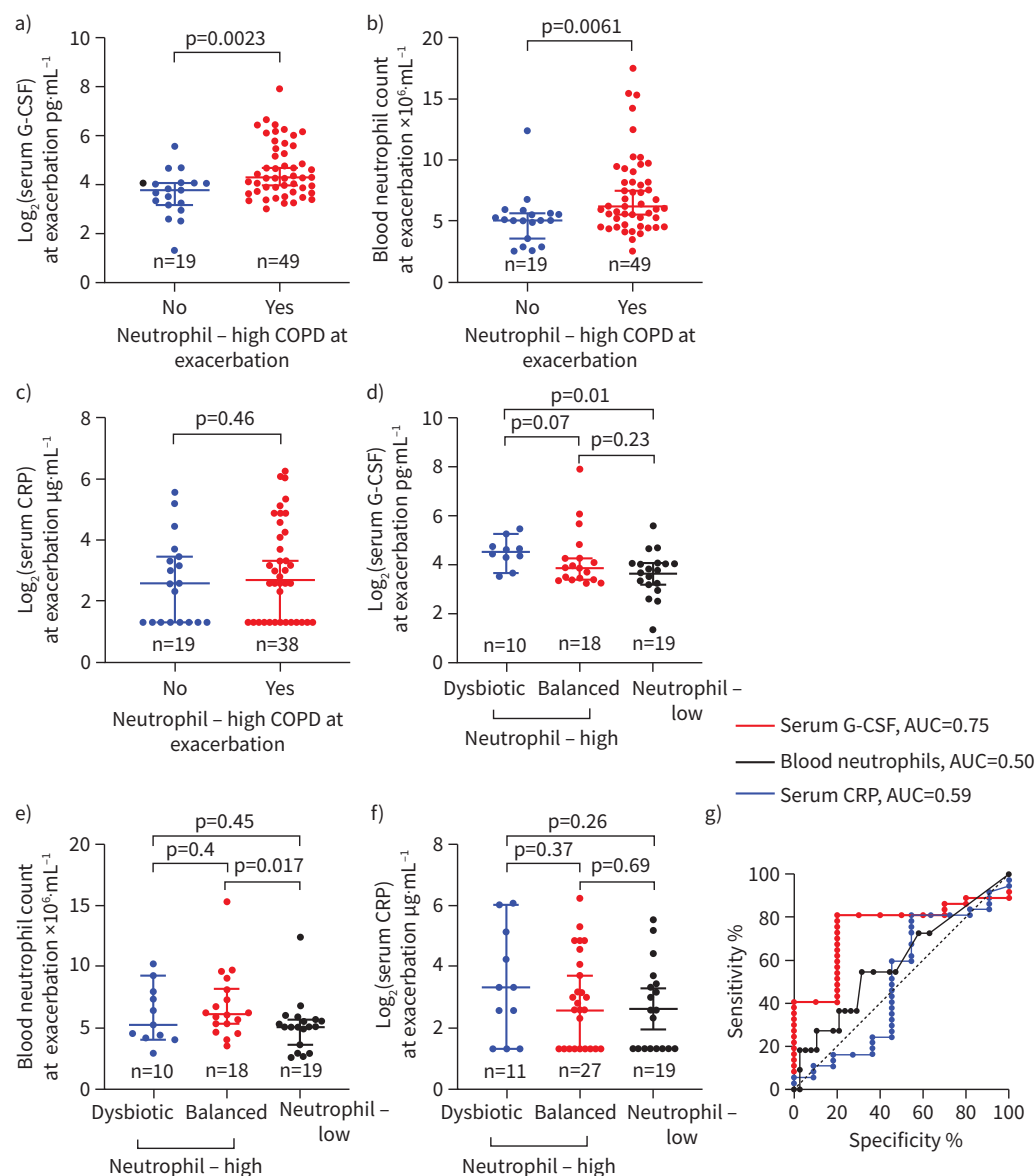 a)
Log₂(serum G-CSF)
at exacerbation pg·mL⁻¹
10
8
6
4
2
0
p=0.0023
n=19
n=49
No
Yes
Neutrophil – high COPD at
exacerbation
b)
Blood neutrophil count
at exacerbation ×10⁶·mL⁻¹
20
15
10
5
0
p=0.0061
n=19
n=49
No
Yes
Neutrophil – high COPD at
exacerbation
c)
Log₂(serum CRP)
at exacerbation µg·mL⁻¹
8
6
4
2
0
p=0.46
n=19
n=38
No
Yes
Neutrophil – high COPD at
exacerbation
d)
Log₂(serum G-CSF)
at exacerbation pg·mL⁻¹
10
8
6
4
2
0
p=0.01
p=0.07
p=0.23
n=10
n=18
n=19
Dysbiotic
Balanced
Neutrophil –
low
Neutrophil – high
Serum G-CSF, AUC=0.75
Blood neutrophils, AUC=0.50
Serum CRP, AUC=0.59
e)
Blood neutrophil count
at exacerbation ×10⁶·mL⁻¹
20
15
10
5
0
p=0.45
p=0.4
p=0.017
n=10
n=18
n=19
Dysbiotic
Balanced
Neutrophil –
low
Neutrophil – high
f)
Log₂(serum CRP)
at exacerbation µg·mL⁻¹
8
6
4
2
0
p=0.26
p=0.37
p=0.69
n=11
n=27
n=19
Dysbiotic
Balanced
Neutrophil –
low
Neutrophil – high
g)
Sensitivity %
100
80
60
40
20
0
0
20
40
60
80
100
Specificity %